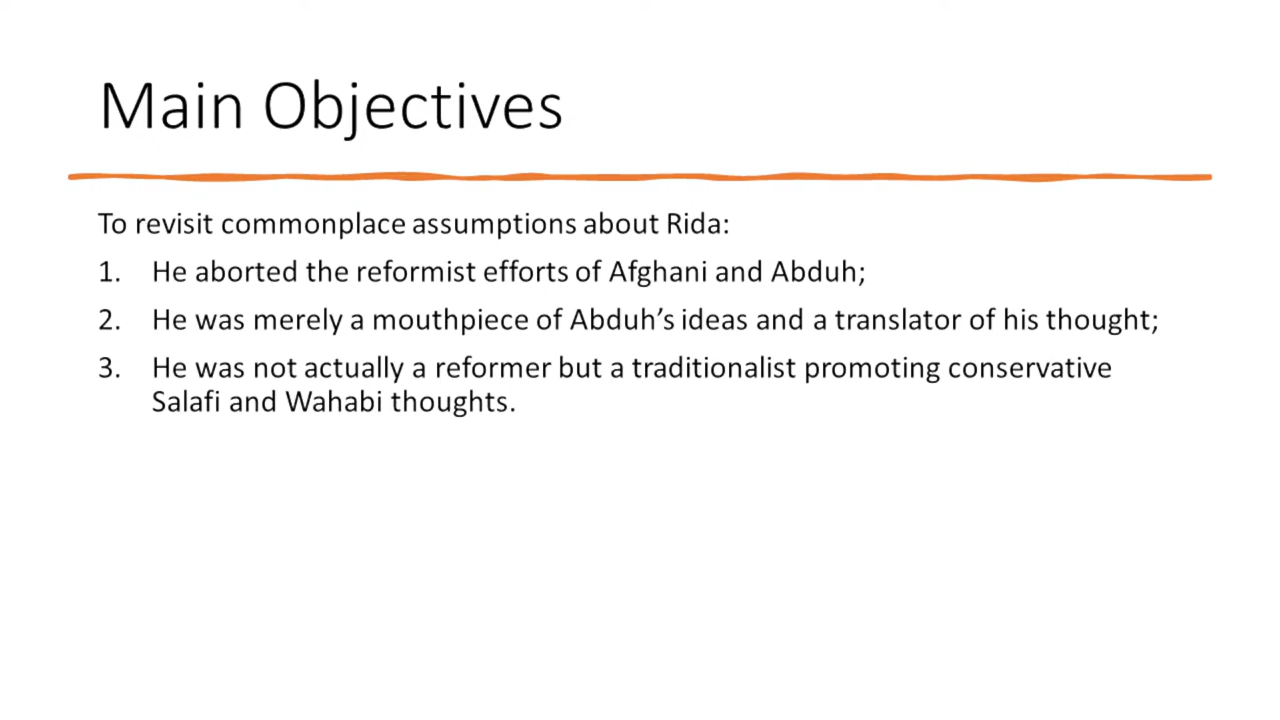 Main Objectives
To revisit commonplace assumptions about Rida:
1. He aborted the reformist efforts of Afghani and Abduh;
2. He was merely a mouthpiece of Abduh’s ideas and a translator of his thought;
3. He was not actually a reformer but a traditionalist promoting conservative
Salafi and Wahabi thoughts.